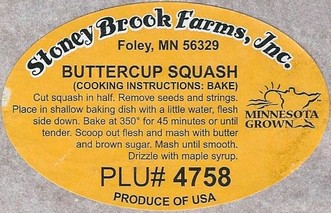 Stoney Brook Farms, Inc.
Foley, MN 56329
BUTTERCUP SQUASH
(COOKING INSTRUCTIONS: BAKE)
Cut squash in half. Remove seeds and strings.
Place in shallow baking dish with a little water, flesh
side down. Bake at 350° for 45 minutes or until
tender. Scoop out flesh and mash with butter
and brown sugar. Mash until smooth.
Drizzle with maple syrup.
MINNESOTA
GROWN
PLU# 4758
PRODUCE OF USA